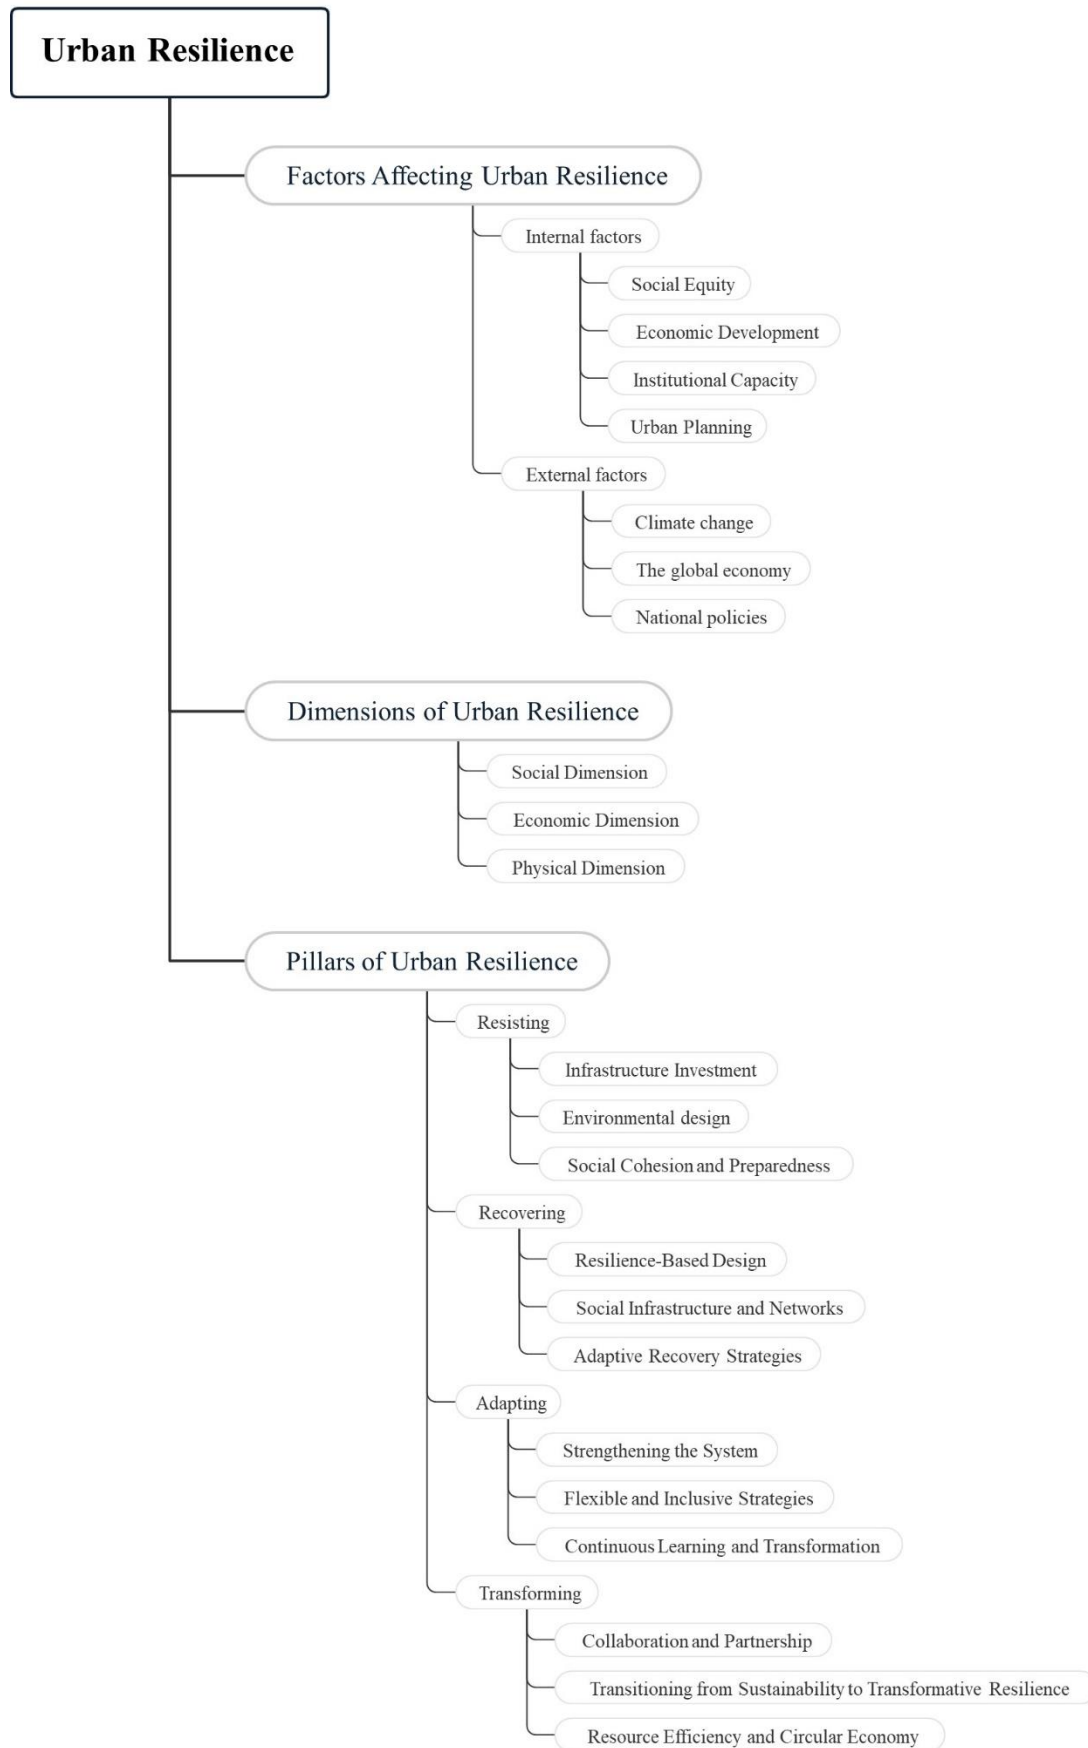 Urban Resilience
Factors Affecting Urban Resilience
Internal factors
Social Equity
Economic Development
Institutional Capacity
Urban Planning
External factors
Climate change
The global economy
National policies
Dimensions of Urban Resilience
Social Dimension
Economic Dimension
Physical Dimension
Pillars of Urban Resilience
Resisting
Infrastructure Investment
Environmental design
Social Cohesion and Preparedness
Recovering
Resilience-Based Design
Social Infrastructure and Networks
Adaptive Recovery Strategies
Adapting
Strengthening the System
Flexible and Inclusive Strategies
Continuous Learning and Transformation
Transforming
Collaboration and Partnership
Transitioning from Sustainability to Transformative Resilience
Resource Efficiency and Circular Economy